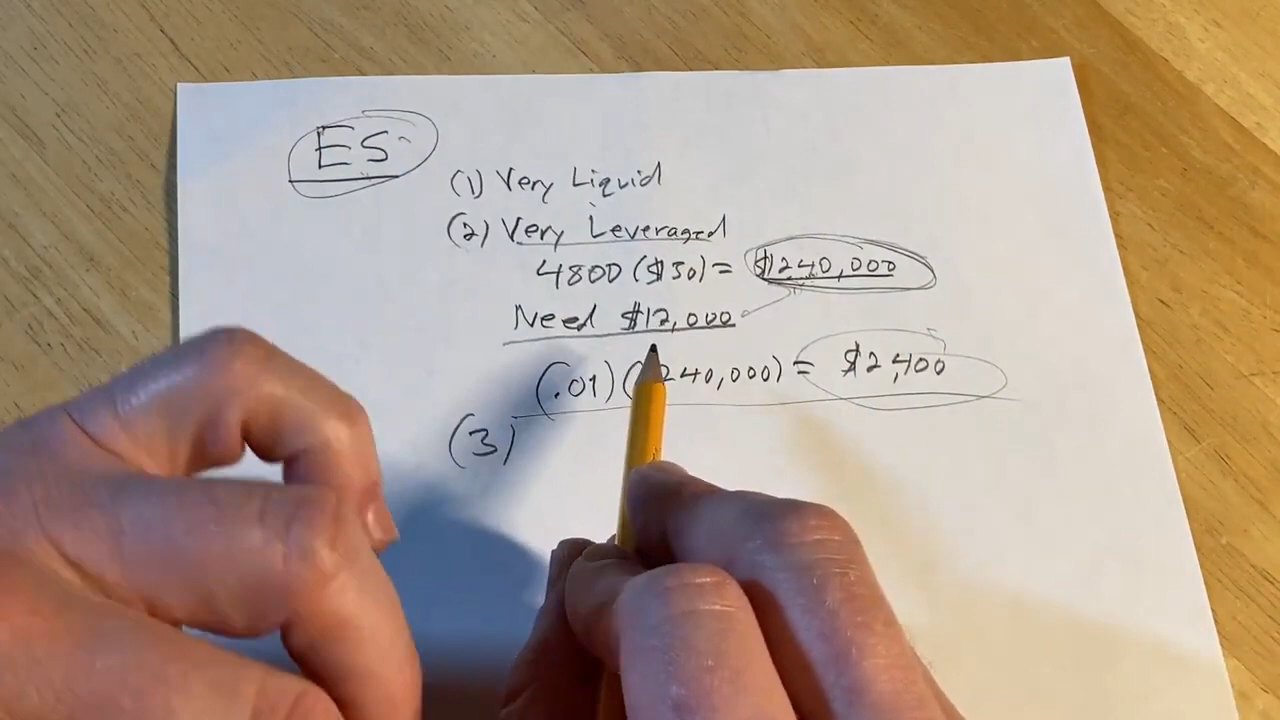 ES
(1) Very Liquid
(2) Very Leveraged
4800 ($50) = $240,000
Need $12,000
(.01) ( 240,000) = $2,400
(3)